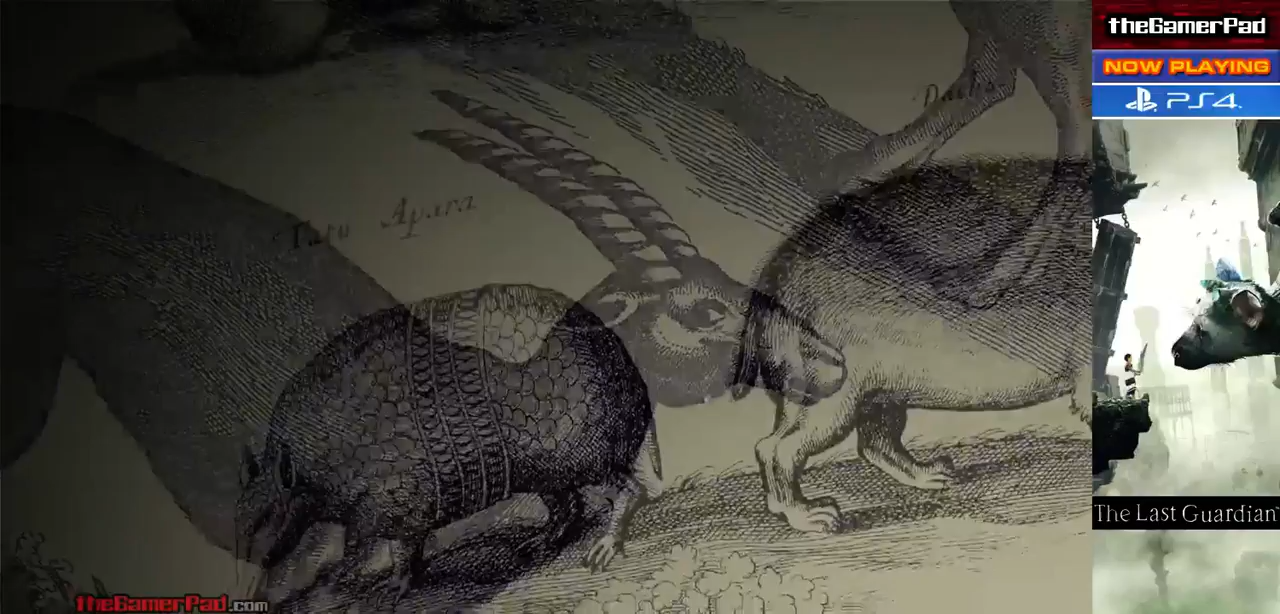 theGamerPad
NOW PLAYING
PS4
Tatu Apara
The Last Guardian
theGamerPad.com